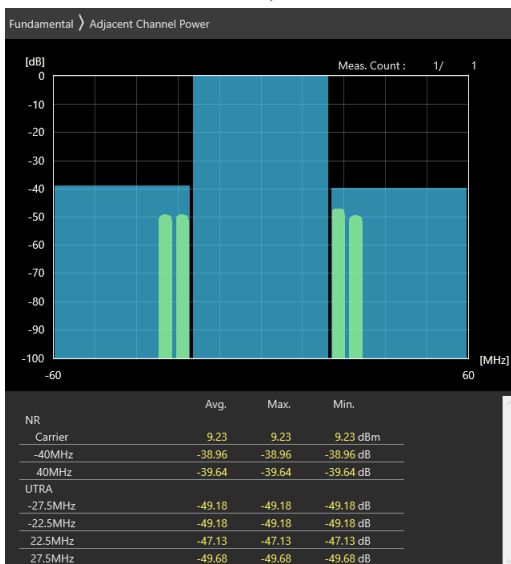 Fundamental 〉 Adjacent Channel Power
[dB] Meas. Count : 1/ 1
0
-10
-20
-30
-40
-50
-60
-70
-80
-90
-100 [MHz]
-60 60
Avg. Max. Min.
NR
Carrier 9.23 9.23 9.23 dBm
-40MHz -38.96 -38.96 -38.96 dB
40MHz -39.64 -39.64 -39.64 dB
UTRA
-27.5MHz -49.18 -49.18 -49.18 dB
-22.5MHz -49.18 -49.18 -49.18 dB
22.5MHz -47.13 -47.13 -47.13 dB
27.5MHz -49.68 -49.68 -49.68 dB